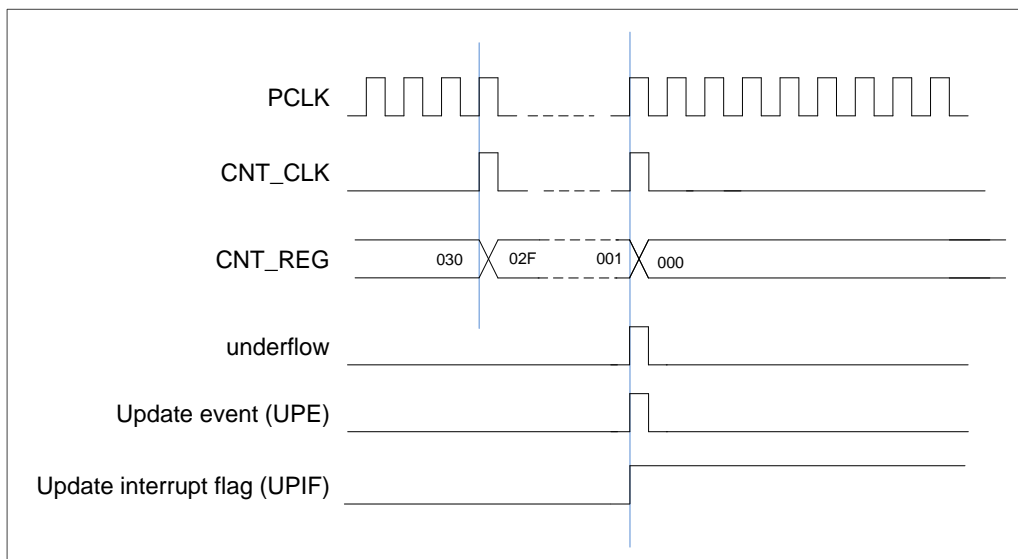 PCLK
CNT_CLK
CNT_REG 030 02F 001 000
underflow
Update event (UPE)
Update interrupt flag (UPIF)